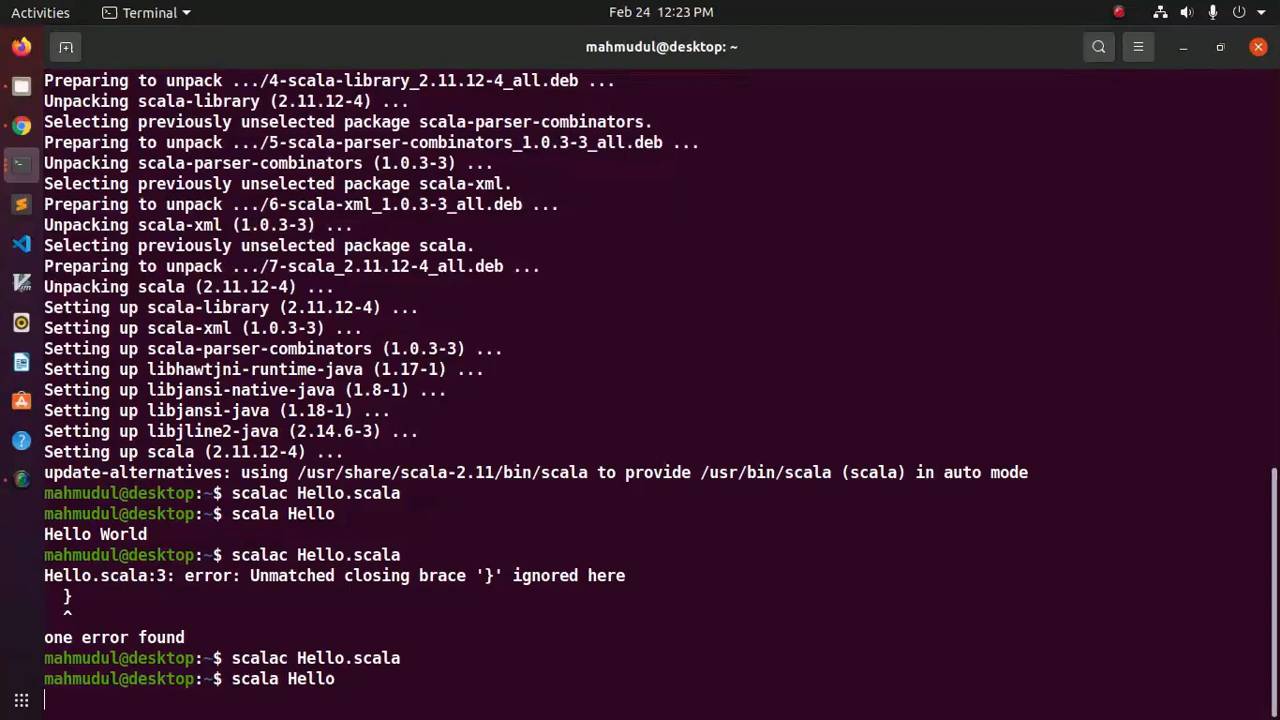 Activities
Terminal
Feb 24 12:23 PM
mahmudul@desktop: ~
Preparing to unpack .../4-scala-library_2.11.12-4_all.deb ...
Unpacking scala-library (2.11.12-4) ...
Selecting previously unselected package scala-parser-combinators.
Preparing to unpack .../5-scala-parser-combinators_1.0.3-3_all.deb ...
Unpacking scala-parser-combinators (1.0.3-3) ...
Selecting previously unselected package scala-xml.
Preparing to unpack .../6-scala-xml_1.0.3-3_all.deb ...
Unpacking scala-xml (1.0.3-3) ...
Selecting previously unselected package scala.
Preparing to unpack .../7-scala_2.11.12-4_all.deb ...
Unpacking scala (2.11.12-4) ...
Setting up scala-library (2.11.12-4) ...
Setting up scala-xml (1.0.3-3) ...
Setting up scala-parser-combinators (1.0.3-3) ...
Setting up libhawtjni-runtime-java (1.17-1) ...
Setting up libjansi-native-java (1.8-1) ...
Setting up libjansi-java (1.18-1) ...
Setting up libjline2-java (2.14.6-3) ...
Setting up scala (2.11.12-4) ...
update-alternatives: using /usr/share/scala-2.11/bin/scala to provide /usr/bin/scala (scala) in auto mode
mahmudul@desktop:~$ scalac Hello.scala
mahmudul@desktop:~$ scala Hello
Hello World
mahmudul@desktop:~$ scalac Hello.scala
Hello.scala:3: error: Unmatched closing brace '}' ignored here
  }
  ^
one error found
mahmudul@desktop:~$ scalac Hello.scala
mahmudul@desktop:~$ scala Hello